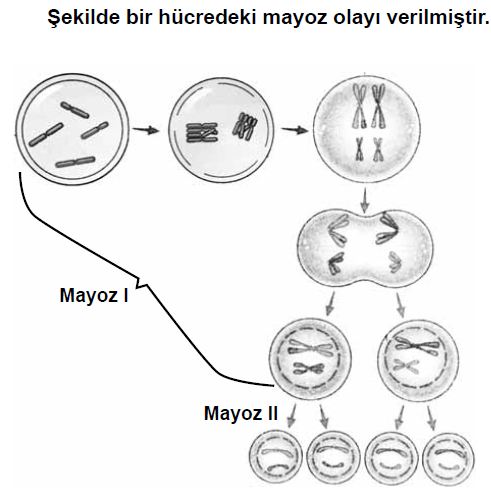 Şekilde bir hücredeki mayoz olayı verilmiştir.
Mayoz I
Mayoz II